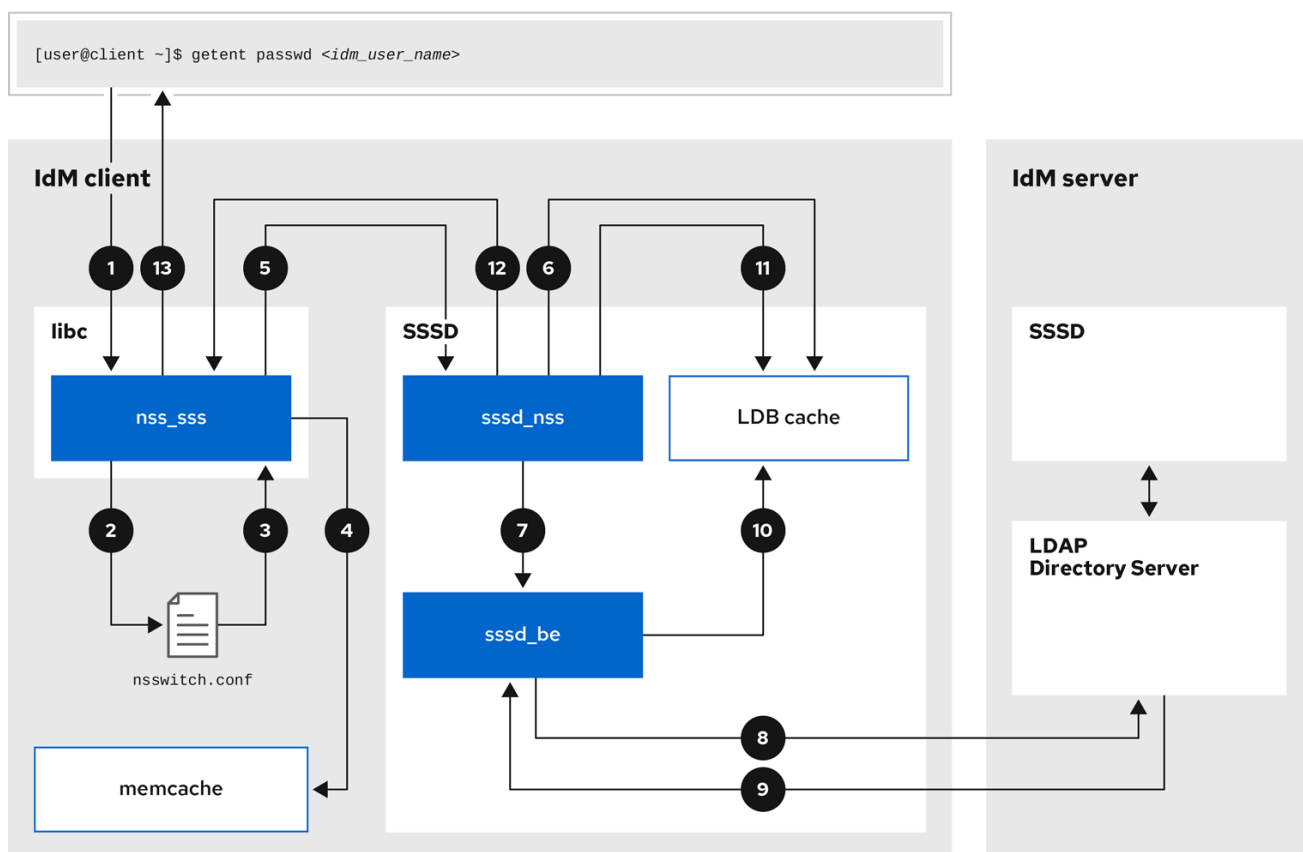 [user@client ~]$ getent passwd <idm_user_name>
IdM client
IdM server
1
13
5
12
6
11
libc
SSSD
SSSD
nss_sss
sssd_nss
LDB cache
2
3
4
7
10
LDAP
Directory Server
sssd_be
nsswitch.conf
8
memcache
9